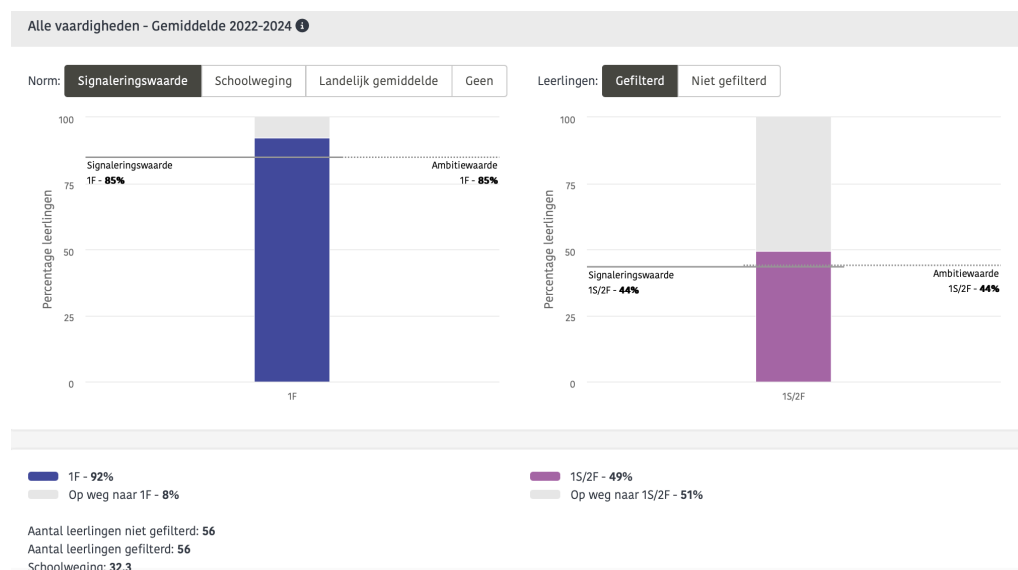 Alle vaardigheden - Gemiddelde 2022-2024
Norm: Signaleringswaarde Schoolweging Landelijk gemiddelde Geen
Leerlingen: Gefilterd Niet gefilterd
Percentage leerlingen
100
75
50
25
0
Signaleringswaarde
1F - 85%
Ambitiewaarde
1F - 85%
1F
Percentage leerlingen
100
75
50
25
0
Signaleringswaarde
1S/2F - 44%
Ambitiewaarde
1S/2F - 44%
1S/2F
1F - 92%
Op weg naar 1F - 8%
1S/2F - 49%
Op weg naar 1S/2F - 51%
Aantal leerlingen niet gefilterd: 56
Aantal leerlingen gefilterd: 56
Schoolweging: 32.3